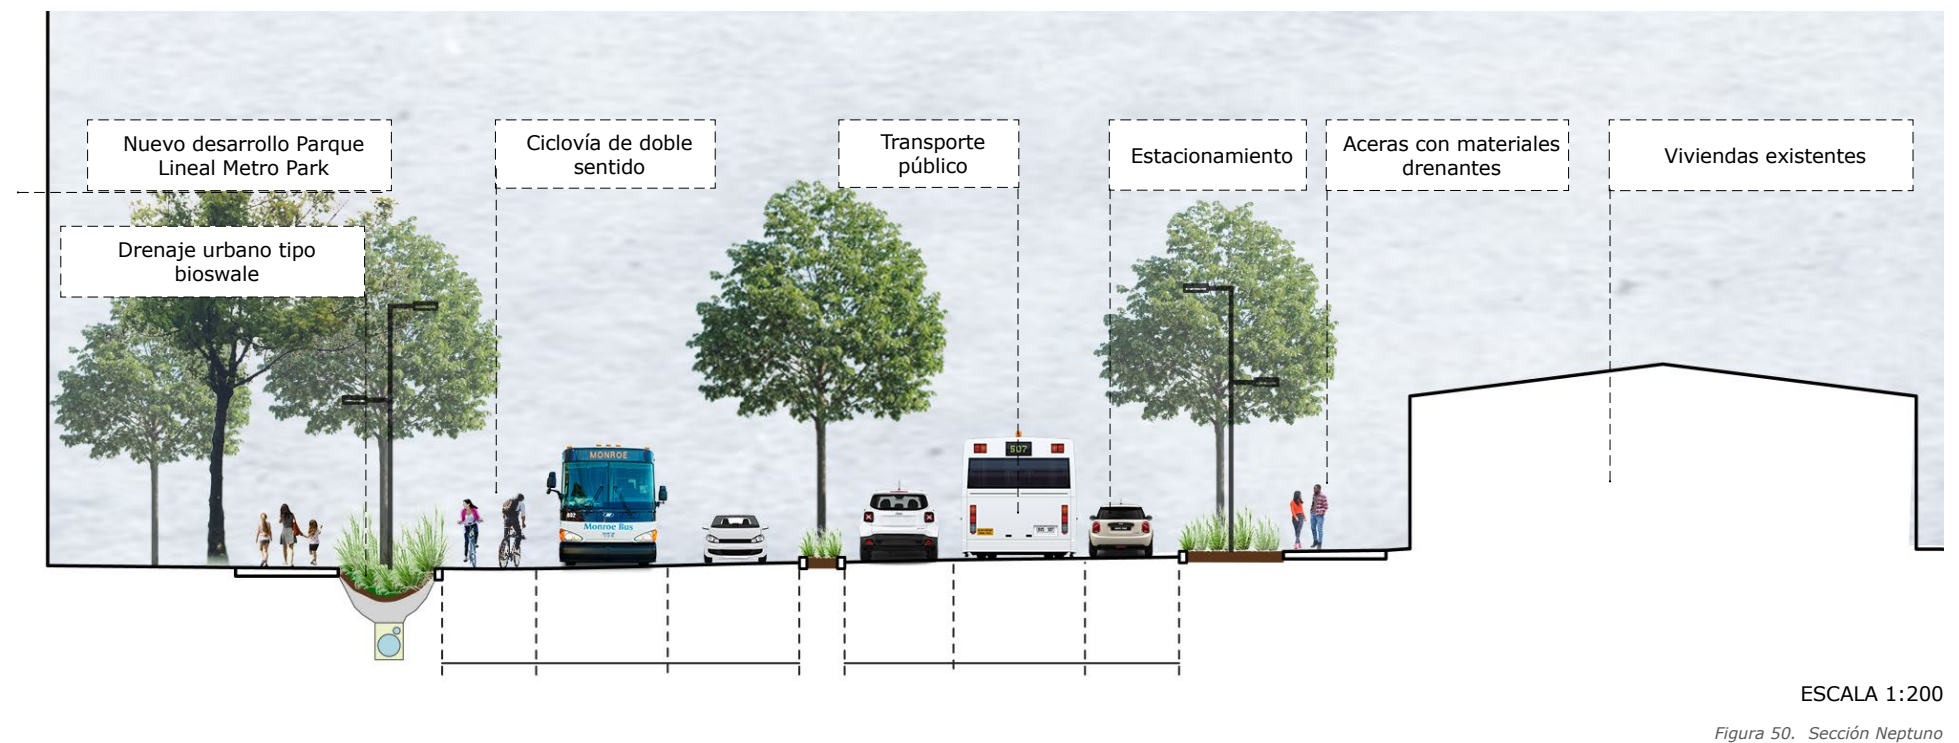 Nuevo desarrollo Parque
Lineal Metro Park
Ciclovía de doble
sentido
Transporte
público
Estacionamiento
Aceras con materiales
drenantes
Viviendas existentes
Drenaje urbano tipo
bioswale
MONROE
507
802
Monroe Bus
ESCALA 1:200
Figura 50. Sección Neptuno